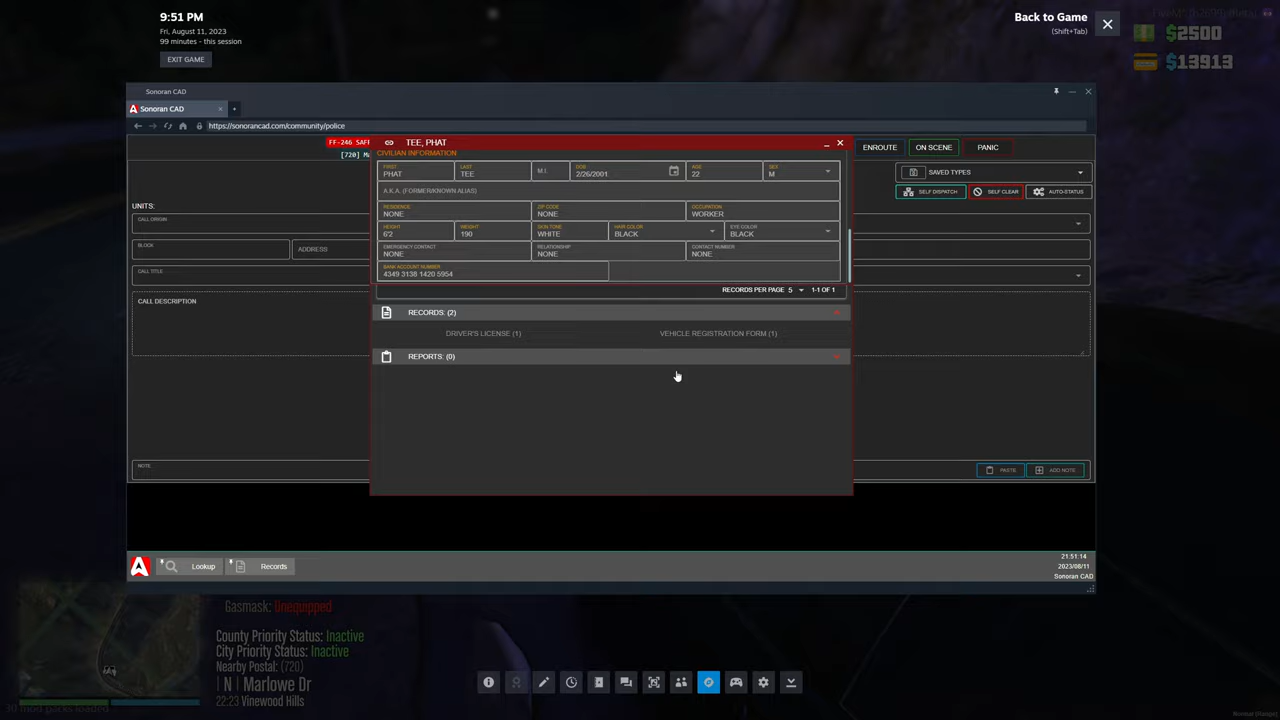 9:51 PM
Fri, August 11, 2023
99 minutes - this session
EXIT GAME
Back to Game
(Shift+Tab)
$2500
$13913
Sonoran CAD
Sonoran CAD
https://sonorancad.com/community/police
FF-246 SAF
[720]
TEE, PHAT
ENROUTE
ON SCENE
PANIC
SAVED TYPES
SELF DISPATCH
SELF CLEAR
AUTO-STATUS
UNITS:
CALL ORIGIN
BLOCK
ADDRESS
CALL TITLE
CALL DESCRIPTION
CIVILIAN INFORMATION
FIRST
PHAT
LAST
TEE
M.I.
DOB
2/26/2001
AGE
22
SEX
M
A.K.A. (FORMER/KNOWN ALIAS)
RESIDENCE
NONE
ZIP CODE
NONE
OCCUPATION
WORKER
HEIGHT
6'2
WEIGHT
190
SKIN TONE
WHITE
HAIR COLOR
BLACK
EYE COLOR
BLACK
EMERGENCY CONTACT
NONE
RELATIONSHIP
NONE
CONTACT NUMBER
NONE
BANK ACCOUNT NUMBER
4349 3138 1420 5954
RECORDS PER PAGE 5 1-1 OF 1
RECORDS: (2)
DRIVER'S LICENSE (1)
VEHICLE REGISTRATION FORM (1)
REPORTS: (0)
NOTE
PASTE
ADD NOTE
Lookup
Records
21:51:14
2023/08/11
Sonoran CAD
Gasmask: Unequipped
County Priority Status: Inactive
City Priority Status: Inactive
Nearby Postal: (720)
| N | Marlowe Dr
22:23 Vinewood Hills
30 mod packs loaded